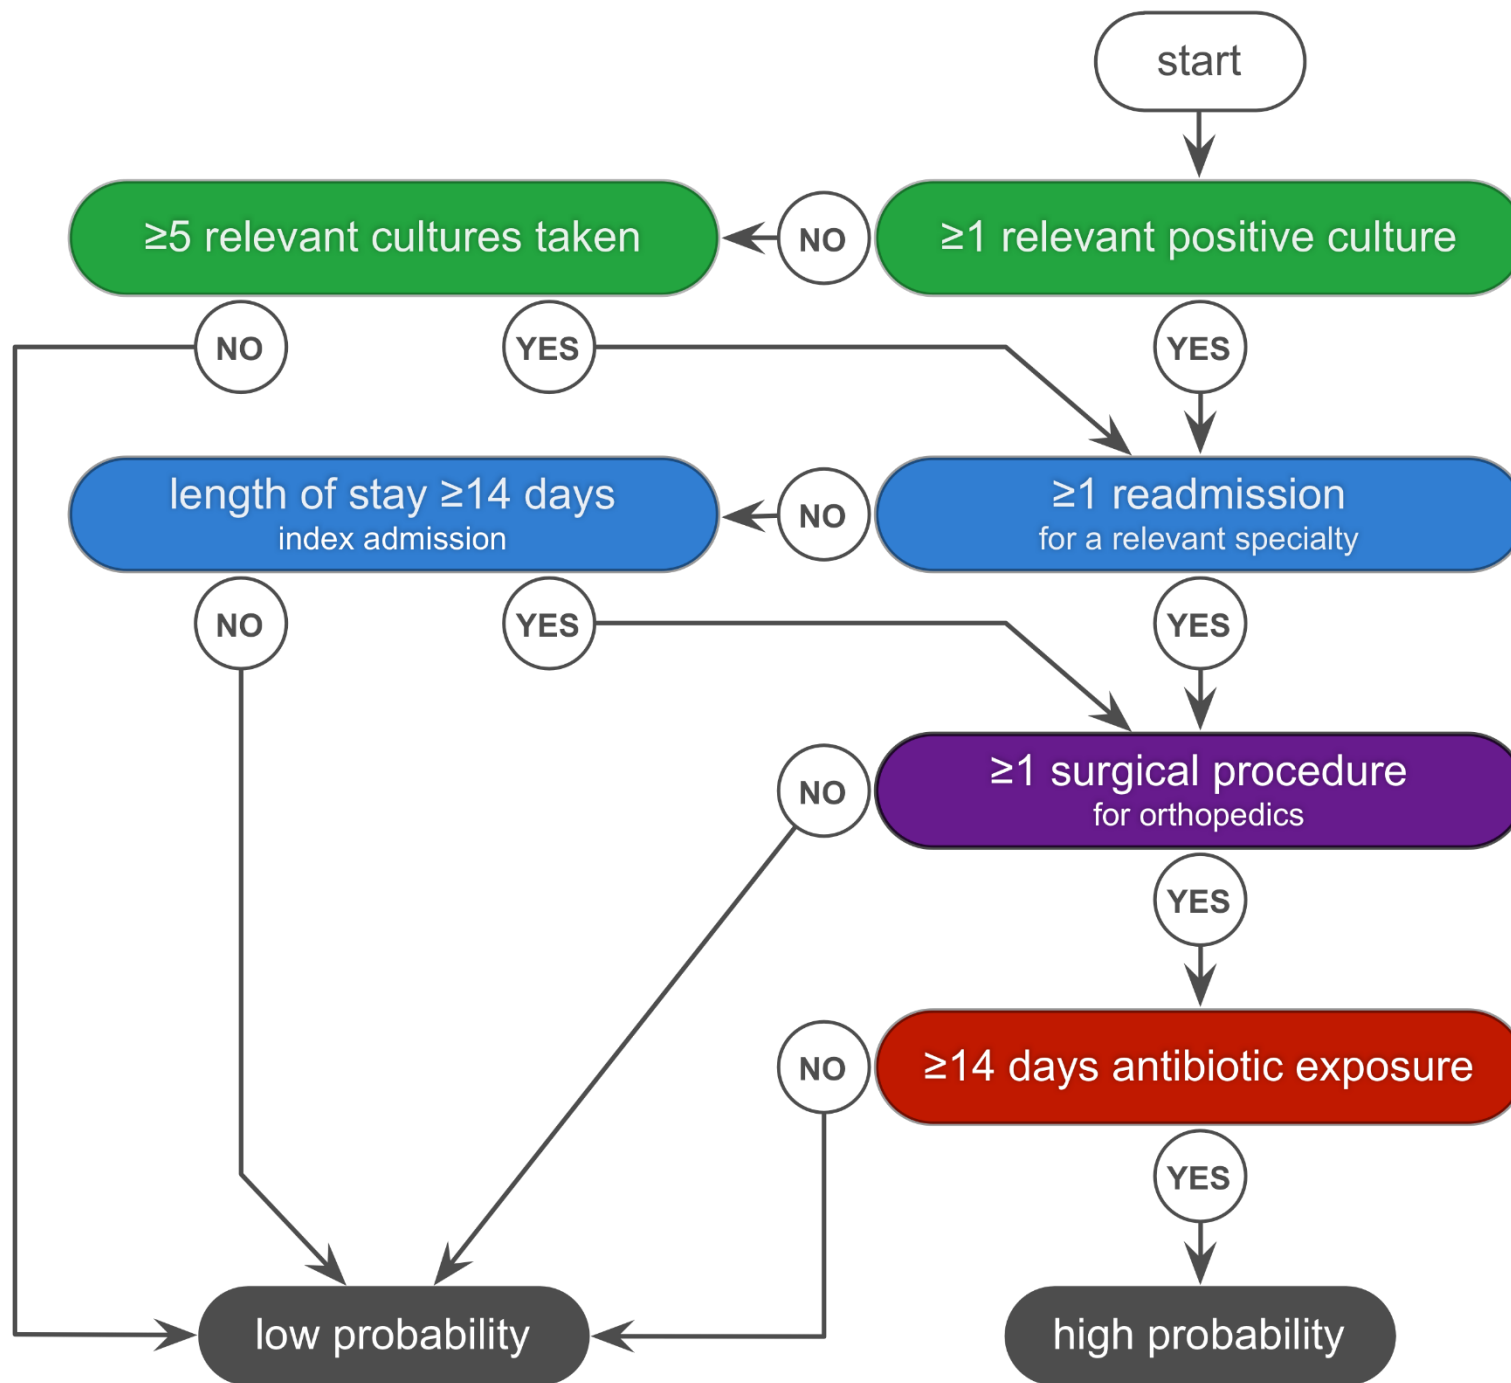 start
≥5 relevant cultures taken
NO
≥1 relevant positive culture
NO
YES
YES
length of stay ≥14 days
index admission
NO
≥1 readmission
for a relevant specialty
NO
YES
YES
NO
≥1 surgical procedure
for orthopedics
YES
NO
≥14 days antibiotic exposure
YES
low probability
high probability